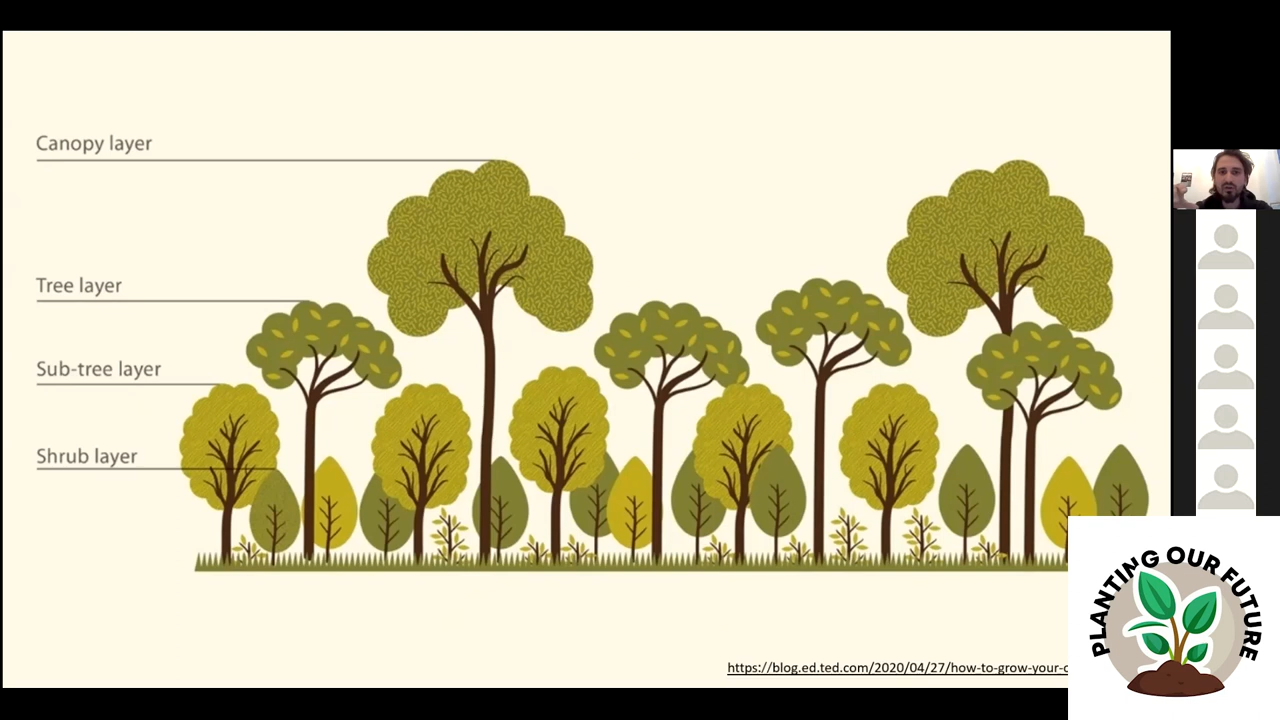 Canopy layer
Tree layer
Sub-tree layer
Shrub layer
https://blog.ed.ted.com/2020/04/27/how-to-grow-your-
PLANTING OUR FUTURE